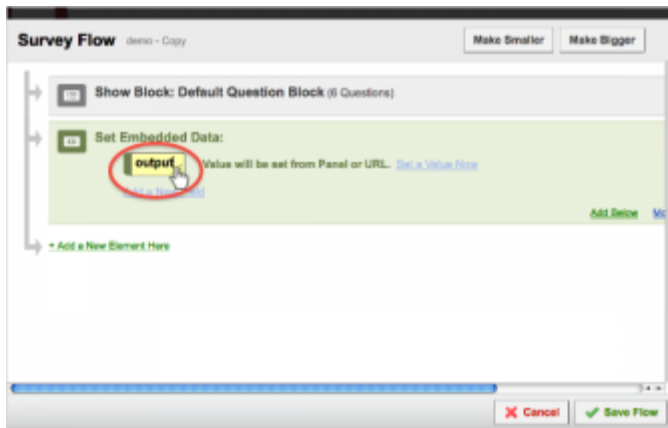 Survey Flow demo - Copy Make Smaller Make Bigger
Show Block: Default Question Block (6 Questions)
Set Embedded Data:
output Value will be set from Panel or URL. Set a Value Now
Add a New
Add Below
+ Add a New Element Here
Cancel Save Flow